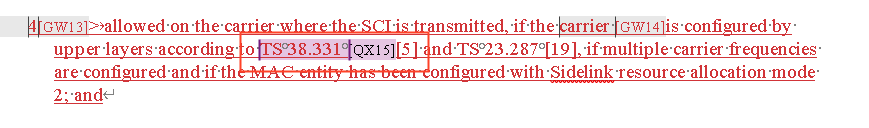 4[GW13]>allowed on the carrier where the SCI is transmitted, if the carrier [GW14]is configured by
upper layers according to TS 38.331 [QX15][5] and TS 23.287 [19], if multiple carrier frequencies
are configured and if the MAC entity has been configured with Sidelink resource allocation mode
2; and